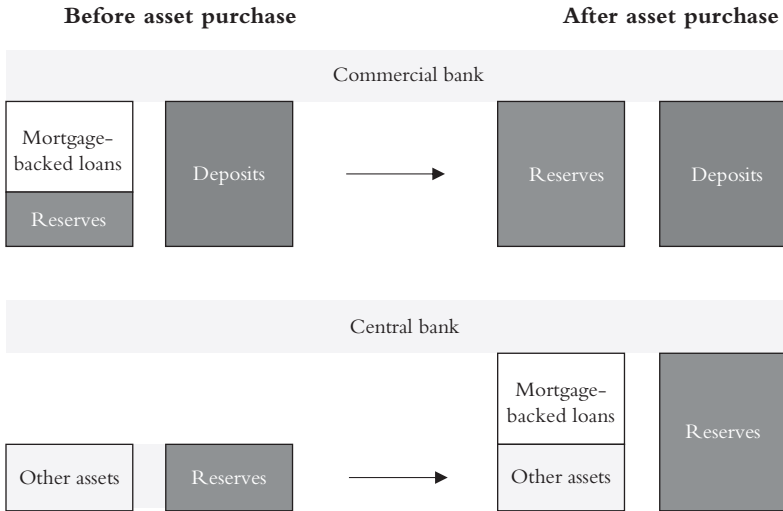 Before asset purchase
After asset purchase
Commercial bank
Mortgage-
backed loans
Reserves
Deposits
Reserves
Deposits
Central bank
Other assets
Reserves
Mortgage-
backed loans
Other assets
Reserves